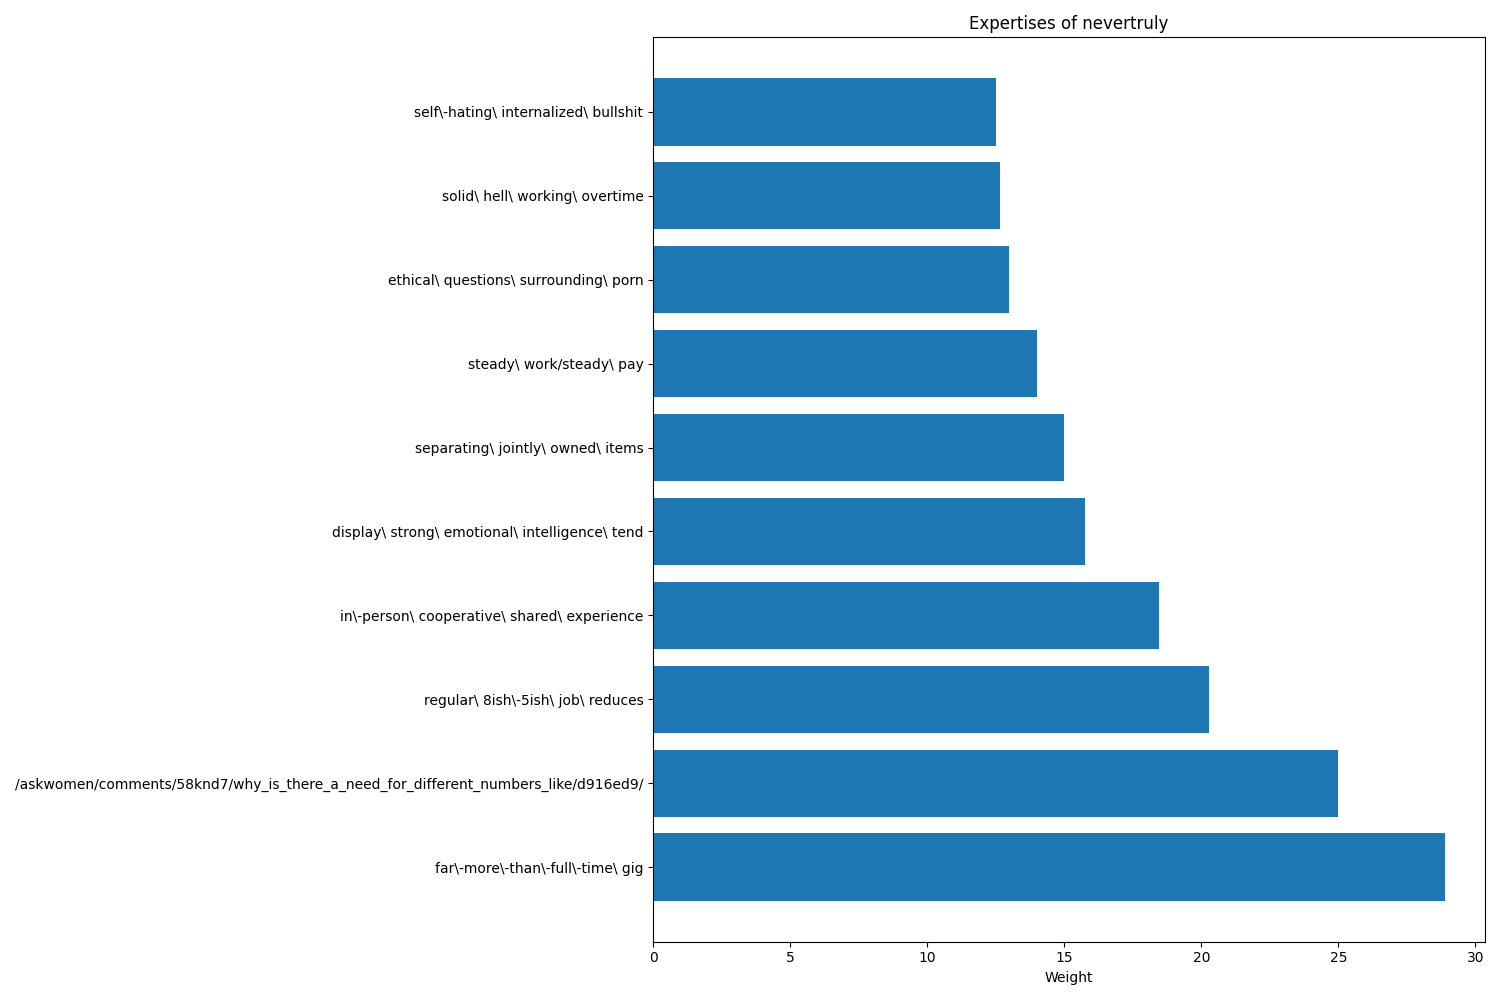 Expertises of nevertruly
self\-hating\ internalized\ bullshit
solid\ hell\ working\ overtime
ethical\ questions\ surrounding\ porn
steady\ work/steady\ pay
separating\ jointly\ owned\ items
display\ strong\ emotional\ intelligence\ tend
in\-person\ cooperative\ shared\ experience
regular\ 8ish\-5ish\ job\ reduces
/askwomen/comments/58knd7/why_is_there_a_need_for_different_numbers_like/d916ed9/
far\-more\-than\-full\-time\ gig
0 5 10 15 20 25 30
Weight